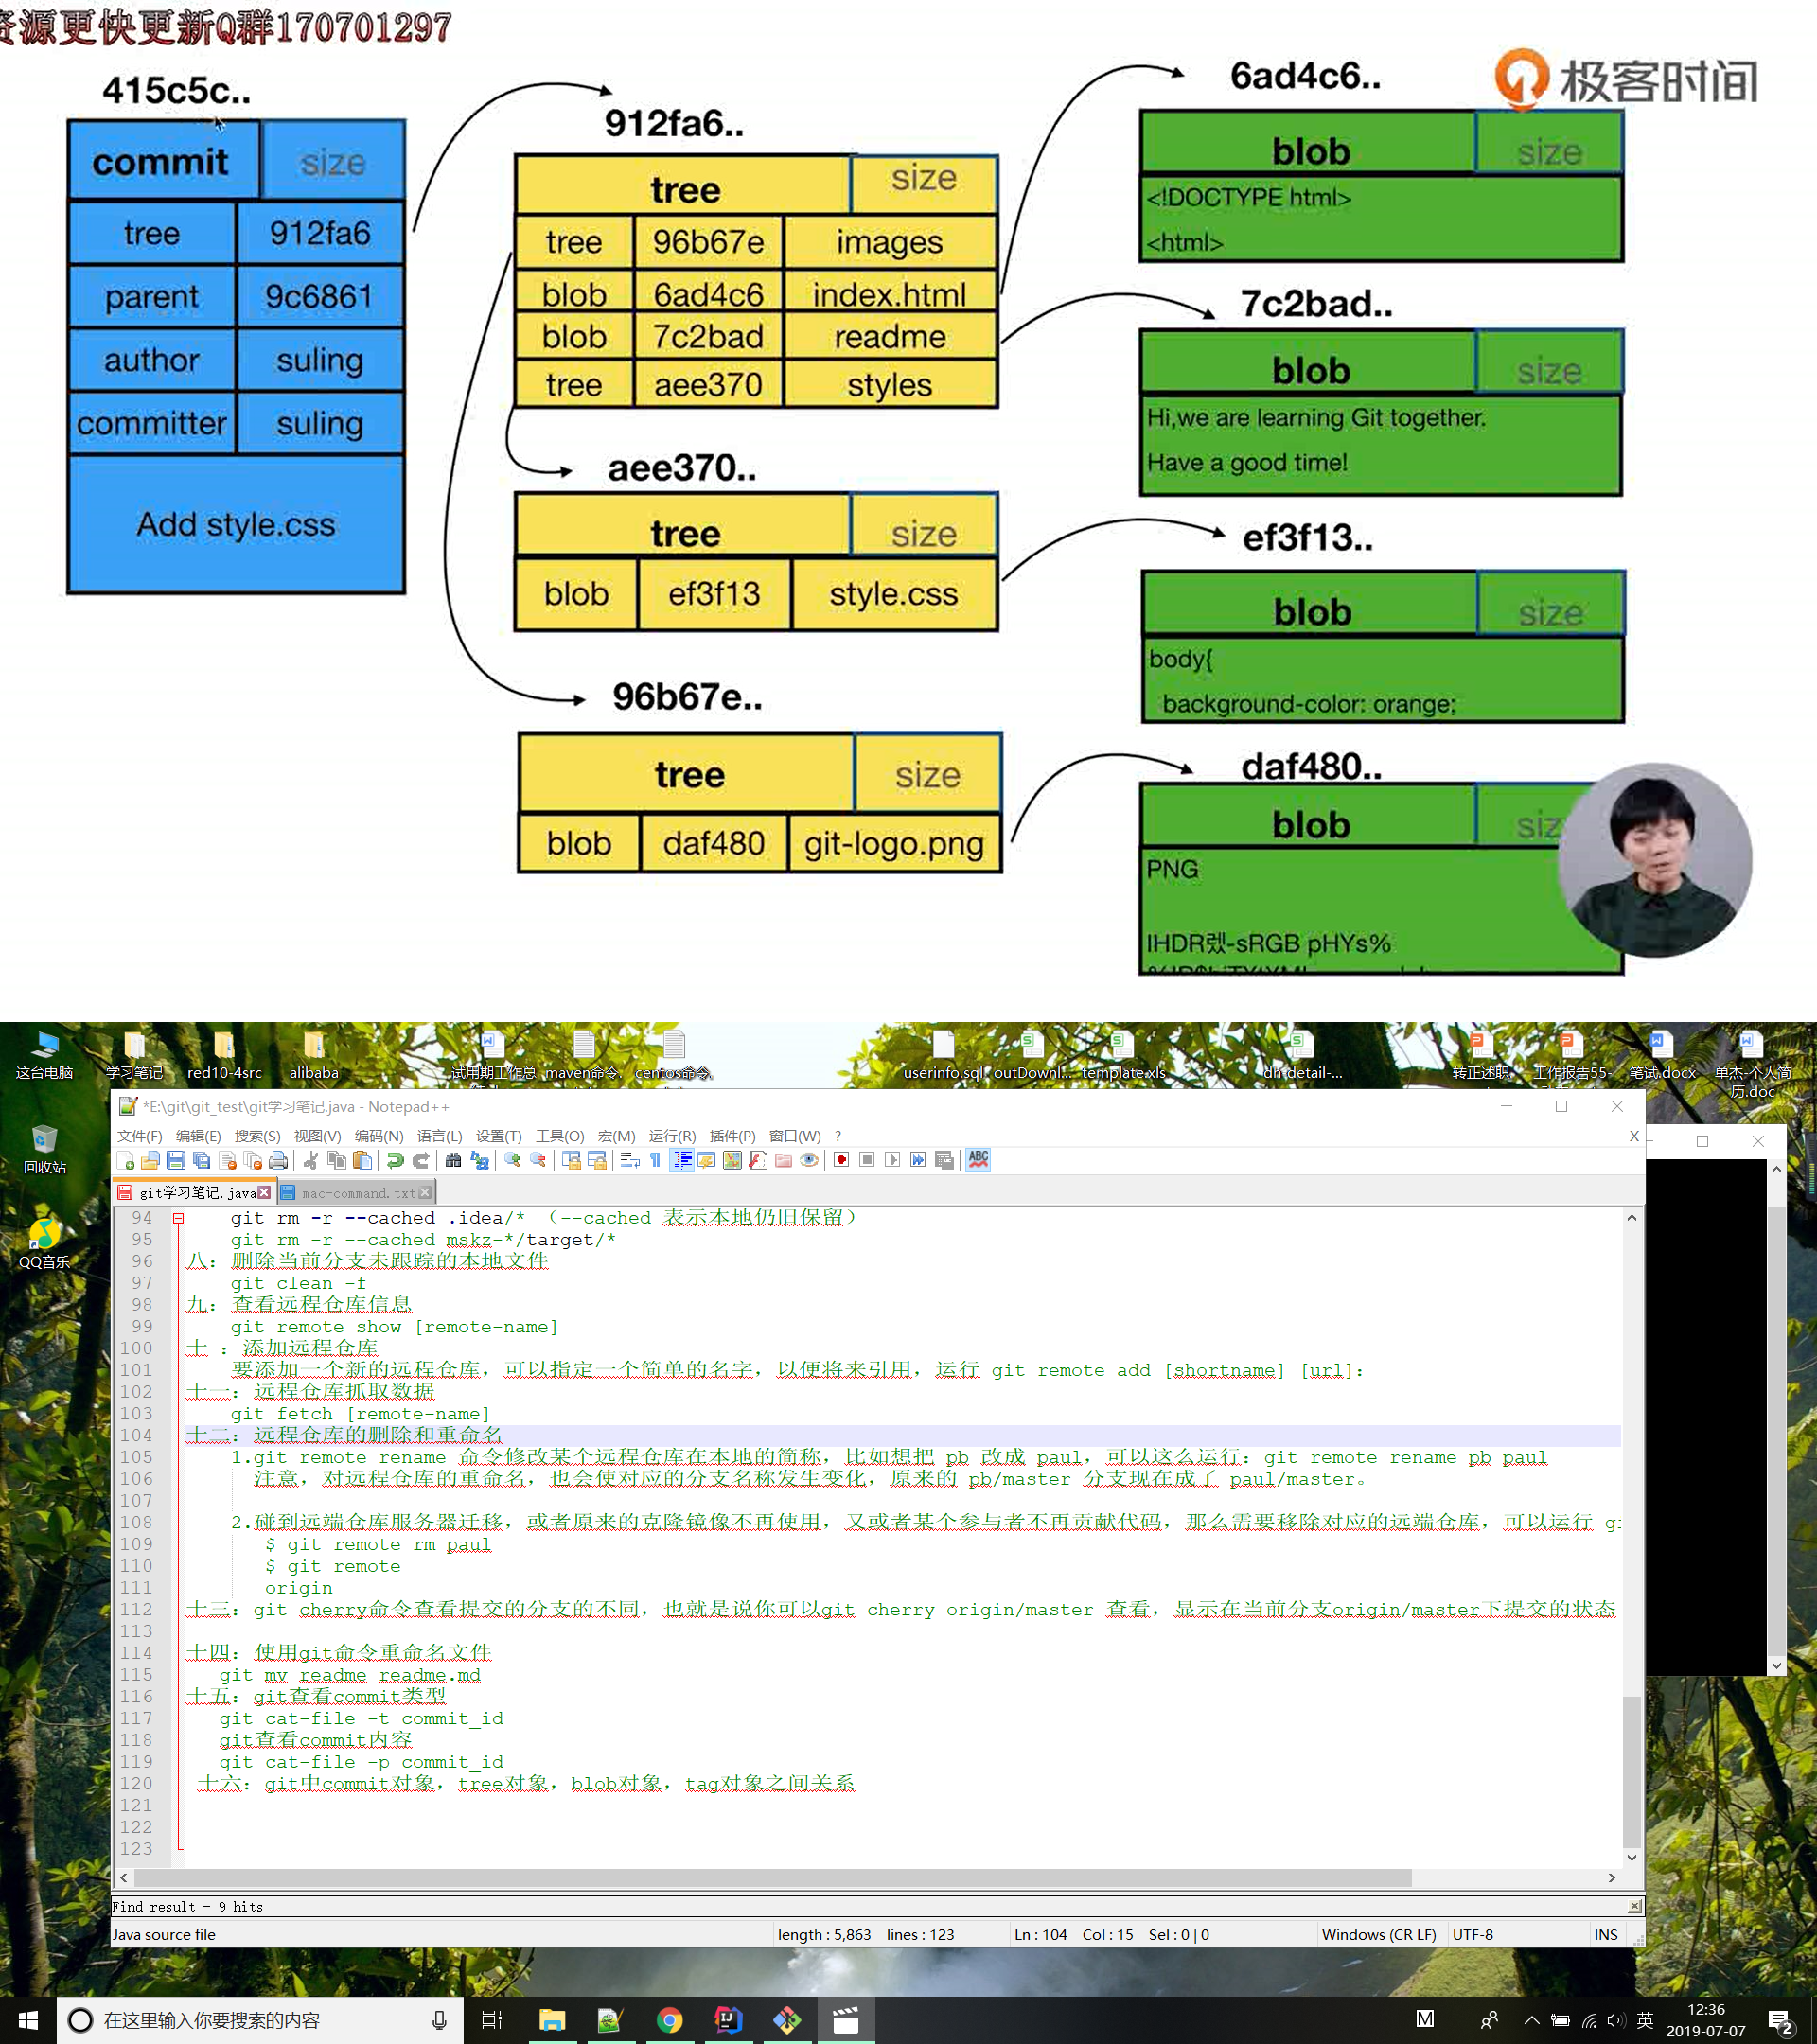 资源更快更新Q群170701297
极客时间
415c5c..
commit size
tree 912fa6
parent 9c6861
author suling
committer suling
Add style.css
912fa6..
tree size
tree 96b67e images
blob 6ad4c6 index.html
blob 7c2bad readme
tree aee370 styles
aee370..
tree size
blob ef3f13 style.css
96b67e..
tree size
blob daf480 git-logo.png
6ad4c6..
blob size
<!DOCTYPE html>
<html>
7c2bad..
blob size
Hi,we are learning Git together.
Have a good time!
ef3f13..
blob size
body{
background-color: orange;
daf480..
blob
PNG
这台电脑
学习笔记
red10-4src
alibaba
试用期工作总
maven命令.
centos命令.
userinfo.sql
outDownl...
template.xls
dh-detail-...
转正述职
工作报告55-
笔试.docx
单杰-个人简
历.doc
回收站
QQ音乐
*E:\git\git_test\git学习笔记.java - Notepad++
文件(F) 编辑(E) 搜索(S) 视图(V) 编码(N) 语言(L) 设置(T) 工具(O) 宏(M) 运行(R) 插件(P) 窗口(W) ? X
git学习笔记.java mac-command.txt
94 git rm -r --cached .idea/* （--cached 表示本地仍旧保留）
95 git rm -r --cached mskz-*/target/*
96 八：删除当前分支未跟踪的本地文件
97 git clean -f
98 九：查看远程仓库信息
99 git remote show [remote-name]
100 十 ：添加远程仓库
101 要添加一个新的远程仓库，可以指定一个简单的名字，以便将来引用，运行 git remote add [shortname] [url]：
102 十一：远程仓库抓取数据
103 git fetch [remote-name]
104 十二：远程仓库的删除和重命名
105 1.git remote rename 命令修改某个远程仓库在本地的简称，比如想把 pb 改成 paul，可以这么运行：git remote rename pb paul
106 注意，对远程仓库的重命名，也会使对应的分支名称发生变化，原来的 pb/master 分支现在成了 paul/master。
107
108 2.碰到远端仓库服务器迁移，或者原来的克隆镜像不再使用，又或者某个参与者不再贡献代码，那么需要移除对应的远端仓库，可以运行
109 $ git remote rm paul
110 $ git remote
111 origin
112 十三：git cherry命令查看提交的分支的不同，也就是说你可以git cherry origin/master 查看，显示在当前分支origin/master下提交的状态
113
114 十四：使用git命令重命名文件
115 git mv readme readme.md
116 十五：git查看commit类型
117 git cat-file -t commit_id
118 git查看commit内容
119 git cat-file -p commit_id
120 十六：git中commit对象，tree对象，blob对象，tag对象之间关系
121
122
123
Find result - 9 hits
Java source file length : 5,863 lines : 123 Ln : 104 Col : 15 Sel : 0 | 0 Windows (CR LF) UTF-8 INS
在这里输入你要搜索的内容
英
12:36
2019-07-07
2